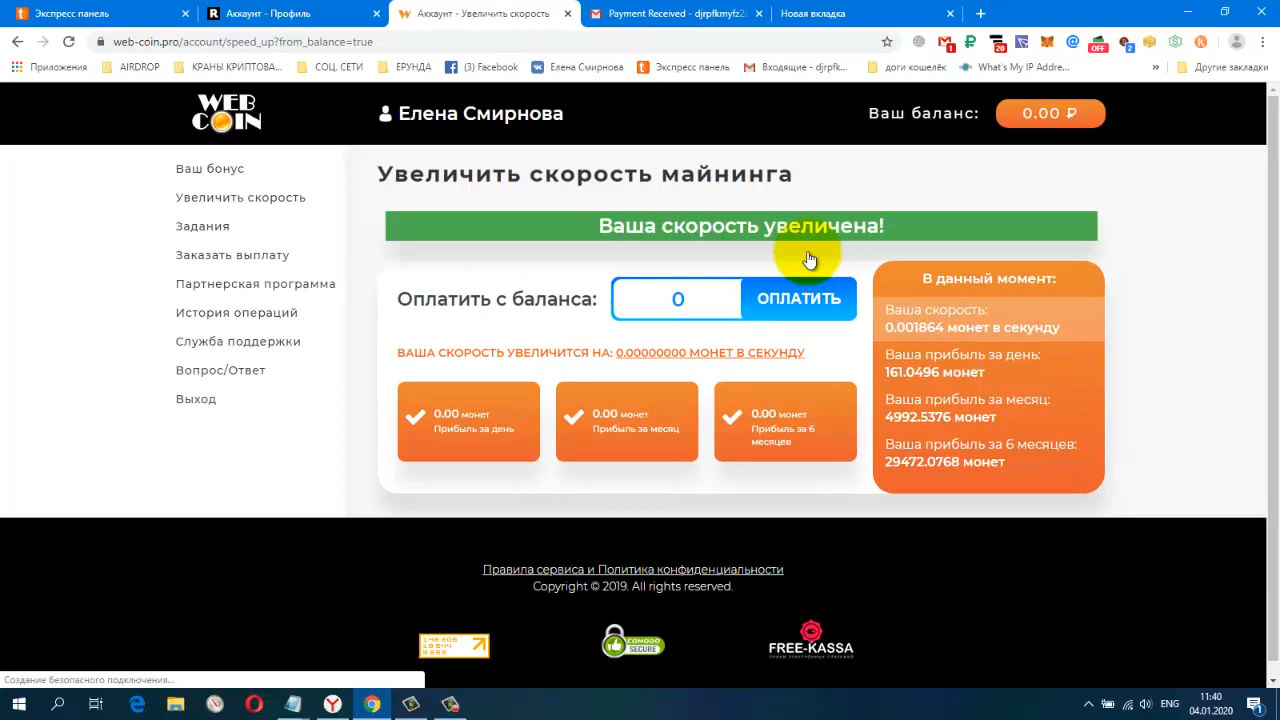 Экспресс панель
Аккаунт - Профиль
Аккаунт - Увеличить скорость
Payment Received - djrpfkmyfz2
Новая вкладка
web-coin.pro/account/speed_up?from_balance=true
1
20
OFF
2
Приложения
AIRDROP
КРАНЫ КРИПТОВА...
СОЦ. СЕТИ
ЕРУНДА
(3) Facebook
Елена Смирнова
Экспресс панель
Входящие - djrpfk...
доги кошелёк
What's My IP Addre...
»
Другие закладки
WEB
COIN
Елена Смирнова
Ваш баланс:
0.00 ₽
Ваш бонус
Увеличить скорость
Задания
Заказать выплату
Партнерская программа
История операций
Служба поддержки
Вопрос/Ответ
Выход
Увеличить скорость майнинга
Ваша скорость увеличена!
Оплатить с баланса:
0
ОПЛАТИТЬ
ВАША СКОРОСТЬ УВЕЛИЧИТСЯ НА: 0.00000000 МОНЕТ В СЕКУНДУ
0.00 монет
Прибыль за день
0.00 монет
Прибыль за месяц
0.00 монет
Прибыль за 6
месяцев
В данный момент:
Ваша скорость:
0.001864 монет в секунду
Ваша прибыль за день:
161.0496 монет
Ваша прибыль за месяц:
4992.5376 монет
Ваша прибыль за 6 месяцев:
29472.0768 монет
Правила сервиса и Политика конфиденциальности
Copyright © 2019. All rights reserved.
COMODO
SECURE
FREE-KASSA
Создание безопасного подключения...
ENG
11:40
04.01.2020
1